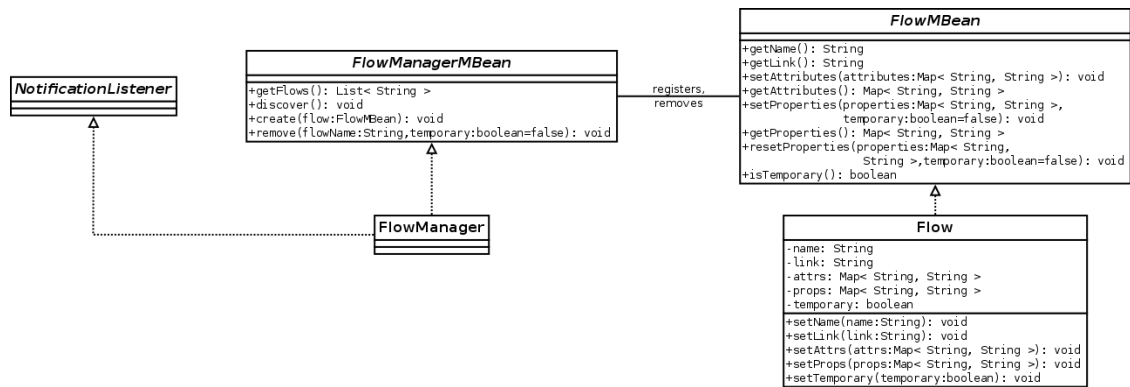 NotificationListener
FlowManagerMBean
+getFlows(): List< String >
+discover(): void
+create(flow:FlowMBean): void
+remove(flowName:String,temporary:boolean=false): void
FlowManager
registers,
removes
FlowMBean
+getName(): String
+getLink(): String
+setAttributes(attributes:Map< String, String >): void
+getAttributes(): Map< String, String >
+setProperties(properties:Map< String, String >,
temporary:boolean=false): void
+getProperties(): Map< String, String >
+resetProperties(properties:Map< String,
String >,temporary:boolean=false): void
+isTemporary(): boolean
Flow
-name: String
-link: String
-attrs: Map< String, String >
-props: Map< String, String >
-temporary: boolean
+setName(name:String): void
+setLink(link:String): void
+setAttrs(attrs:Map< String, String >): void
+setProps(props:Map< String, String >): void
+setTemporary(temporary:boolean): void